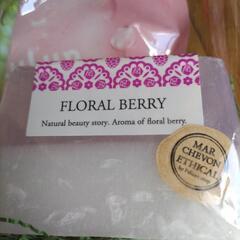 FLORAL BERRY
Natural beauty story. Aroma of floral berry.
MAR
CHEVON
ETHICAL